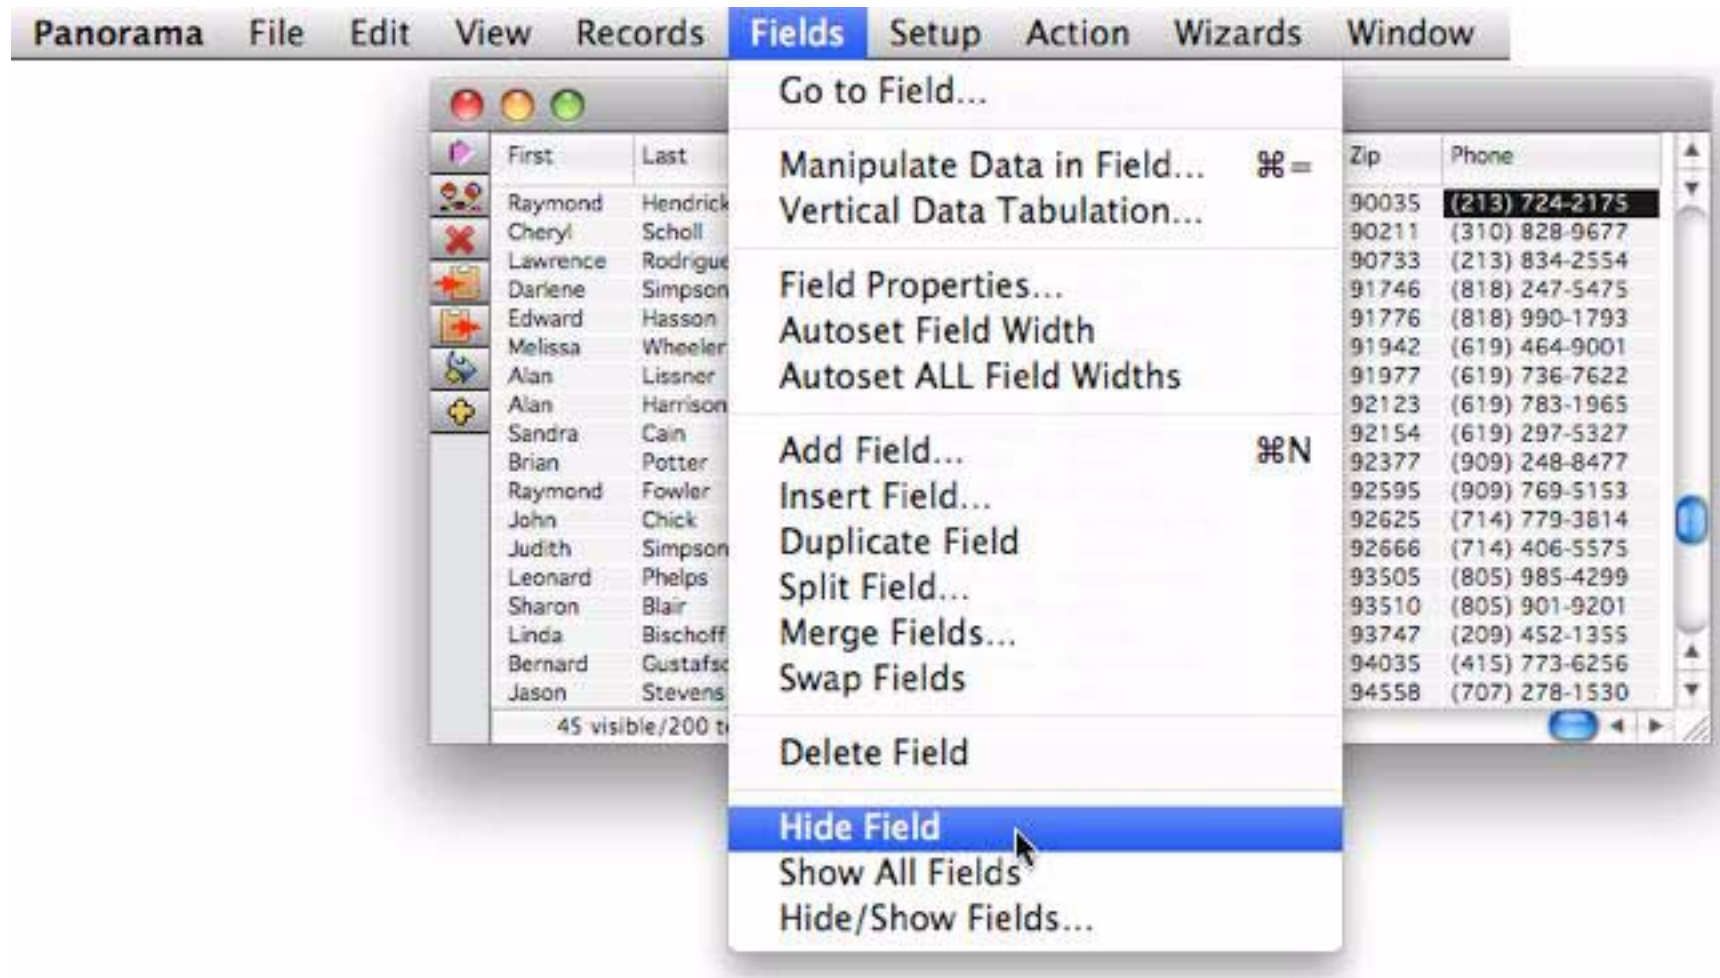 Panorama File Edit View Records Fields Setup Action Wizards Window
Go to Field...
Manipulate Data in Field... ⌘=
Vertical Data Tabulation...
Field Properties...
Autoset Field Width
Autoset ALL Field Widths
Add Field... ⌘N
Insert Field...
Duplicate Field
Split Field...
Merge Fields...
Swap Fields
Delete Field
Hide Field
Show All Fields
Hide/Show Fields...
First Last Zip Phone
Raymond Hendrick 90035 (213) 724-2175
Cheryl Scholl 90211 (310) 828-9677
Lawrence Rodrigue 90733 (213) 834-2554
Darlene Simpson 91746 (818) 247-5475
Edward Hasson 91776 (818) 990-1793
Melissa Wheeler 91942 (619) 464-9001
Alan Lissner 91977 (619) 736-7622
Alan Harrison 92123 (619) 783-1965
Sandra Cain 92154 (619) 297-5327
Brian Potter 92377 (909) 248-8477
Raymond Fowler 92595 (909) 769-5153
John Chick 92625 (714) 779-3814
Judith Simpson 92666 (714) 406-5575
Leonard Phelps 93505 (805) 985-4299
Sharon Blair 93510 (805) 901-9201
Linda Bischoff 93747 (209) 452-1355
Bernard Gustafso 94035 (415) 773-6256
Jason Stevens 94558 (707) 278-1530
45 visible/200 t